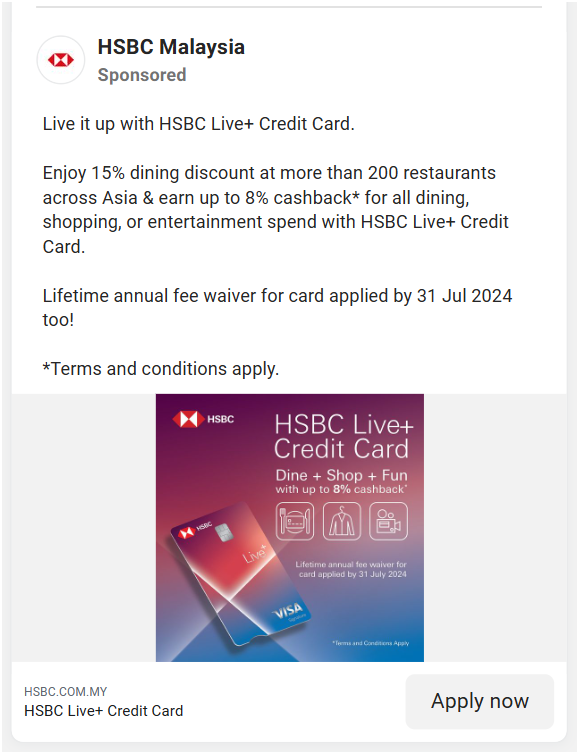 HSBC Malaysia
Sponsored
Live it up with HSBC Live+ Credit Card.
Enjoy 15% dining discount at more than 200 restaurants
across Asia & earn up to 8% cashback* for all dining,
shopping, or entertainment spend with HSBC Live+ Credit
Card.
Lifetime annual fee waiver for card applied by 31 Jul 2024
too!
*Terms and conditions apply.
HSBC
HSBC Live+
Credit Card
Dine + Shop + Fun
with up to 8% cashback*
HSBC
Live+
VISA
Signature
Lifetime annual fee waiver for
card applied by 31 July 2024
*Terms and Conditions Apply
HSBC.COM.MY
HSBC Live+ Credit Card
Apply now